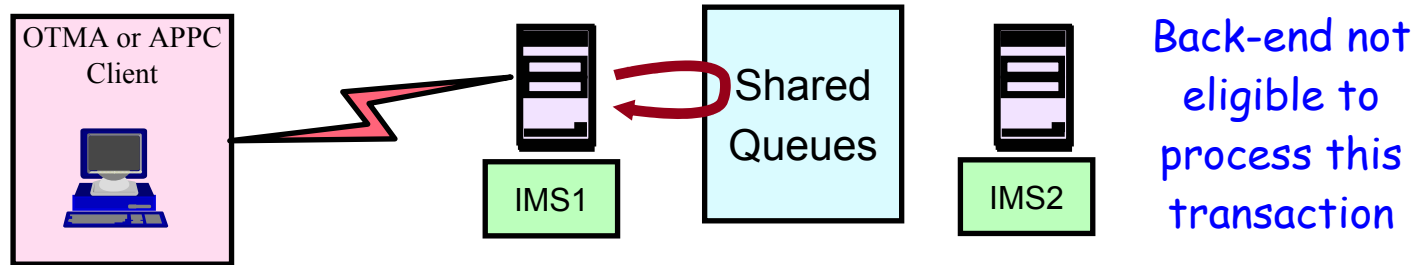 OTMA or APPC
Client
IMS1
Shared
Queues
IMS2
Back-end not
eligible to
process this
transaction